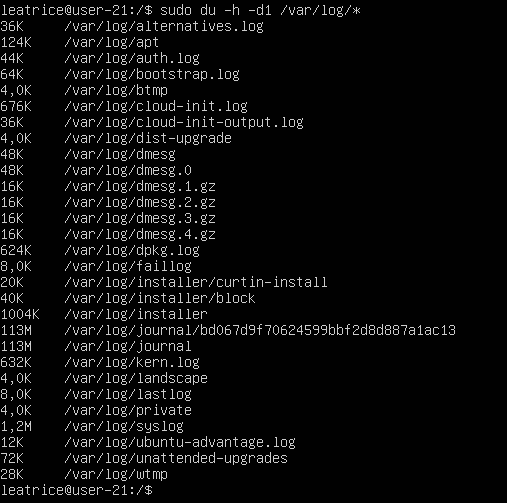 leatrice@user-21:/$ sudo du -h -d1 /var/log/*
36K /var/log/alternatives.log
124K /var/log/apt
44K /var/log/auth.log
64K /var/log/bootstrap.log
4,0K /var/log/btmp
676K /var/log/cloud-init.log
36K /var/log/cloud-init-output.log
4,0K /var/log/dist-upgrade
48K /var/log/dmesg
48K /var/log/dmesg.0
16K /var/log/dmesg.1.gz
16K /var/log/dmesg.2.gz
16K /var/log/dmesg.3.gz
16K /var/log/dmesg.4.gz
624K /var/log/dpkg.log
8,0K /var/log/faillog
20K /var/log/installer/curtin-install
40K /var/log/installer/block
1004K /var/log/installer
113M /var/log/journal/bd067d9f70624599bbf2d8d887a1ac13
113M /var/log/journal
632K /var/log/kern.log
4,0K /var/log/landscape
8,0K /var/log/lastlog
4,0K /var/log/private
1,2M /var/log/syslog
12K /var/log/ubuntu-advantage.log
72K /var/log/unattended-upgrades
28K /var/log/wtmp
leatrice@user-21:/$